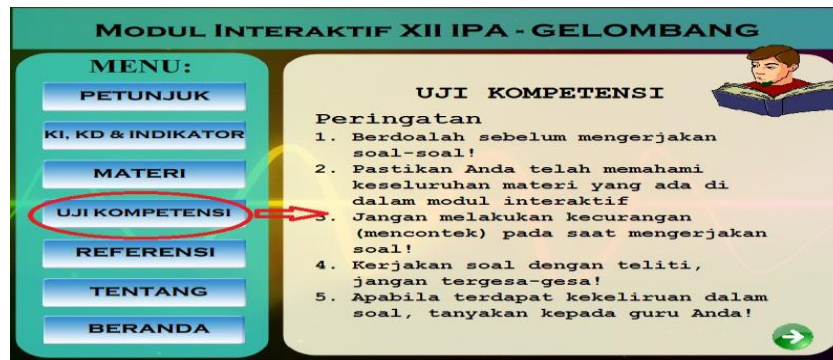 MODUL INTERAKTIF XII IPA - GELOMBANG
MENU:
PETUNJUK
KI, KD & INDIKATOR
MATERI
UJI KOMPETENSI
REFERENSI
TENTANG
BERANDA
UJI KOMPETENSI
Peringatan
1. Berdoalah sebelum mengerjakan
soal-soal!
2. Pastikan Anda telah memahami
keseluruhan materi yang ada di
dalam modul interaktif
3. Jangan melakukan kecurangan
(mencontek) pada saat mengerjakan
soal!
4. Kerjakan soal dengan teliti,
jangan tergesa-gesa!
5. Apabila terdapat kekeliruan dalam
soal, tanyakan kepada guru Anda!